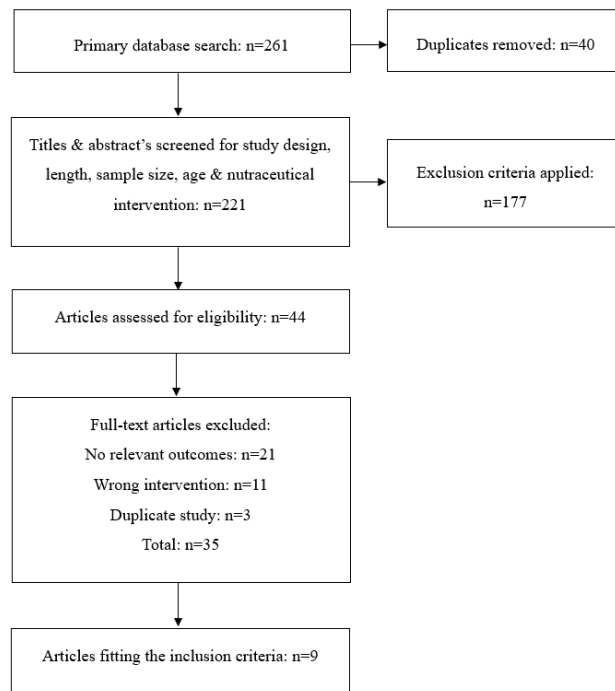 Primary database search: n=261
Duplicates removed: n=40
Titles & abstract's screened for study design,
length, sample size, age & nutraceutical
intervention: n=221
Exclusion criteria applied:
n=177
Articles assessed for eligibility: n=44
Full-text articles excluded:
No relevant outcomes: n=21
Wrong intervention: n=11
Duplicate study: n=3
Total: n=35
Articles fitting the inclusion criteria: n=9